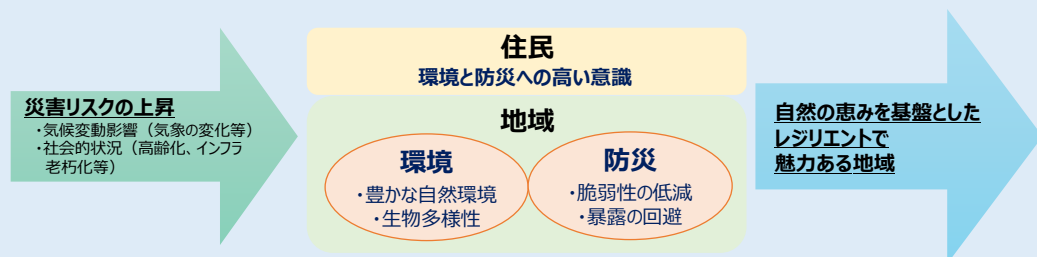 災害リスクの上昇
・気候変動影響（気象の変化等）
・社会的状況（高齢化、インフラ
老朽化等）
住民
環境と防災への高い意識
地域
環境
・豊かな自然環境
・生物多様性
防災
・脆弱性の低減
・暴露の回避
自然の恵みを基盤とした
レジリエントで
魅力ある地域